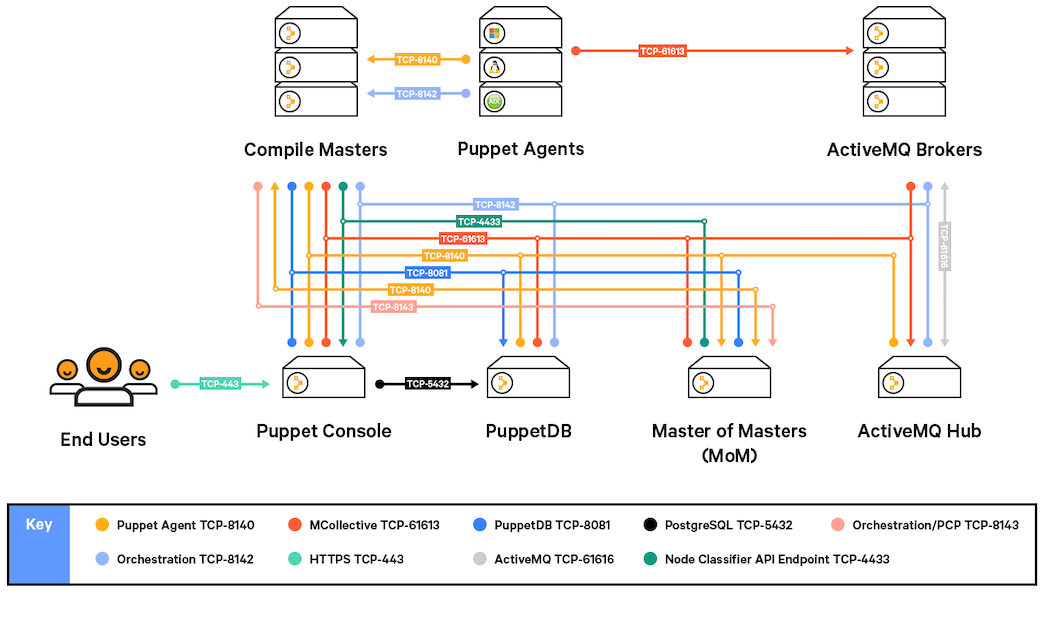 TCP-8140
TCP-61613
TCP-8142
Compile Masters
Puppet Agents
ActiveMQ Brokers
TCP-8142
TCP-4433
TCP-61613
TCP-61616
TCP-8140
TCP-8081
TCP-8140
TCP-8143
TCP-443
TCP-5432
End Users
Puppet Console
PuppetDB
Master of Masters
(MoM)
ActiveMQ Hub
Key
Puppet Agent TCP-8140
MCollective TCP-61613
PuppetDB TCP-8081
PostgreSQL TCP-5432
Orchestration/PCP TCP-8143
Orchestration TCP-8142
HTTPS TCP-443
ActiveMQ TCP-61616
Node Classifier API Endpoint TCP-4433